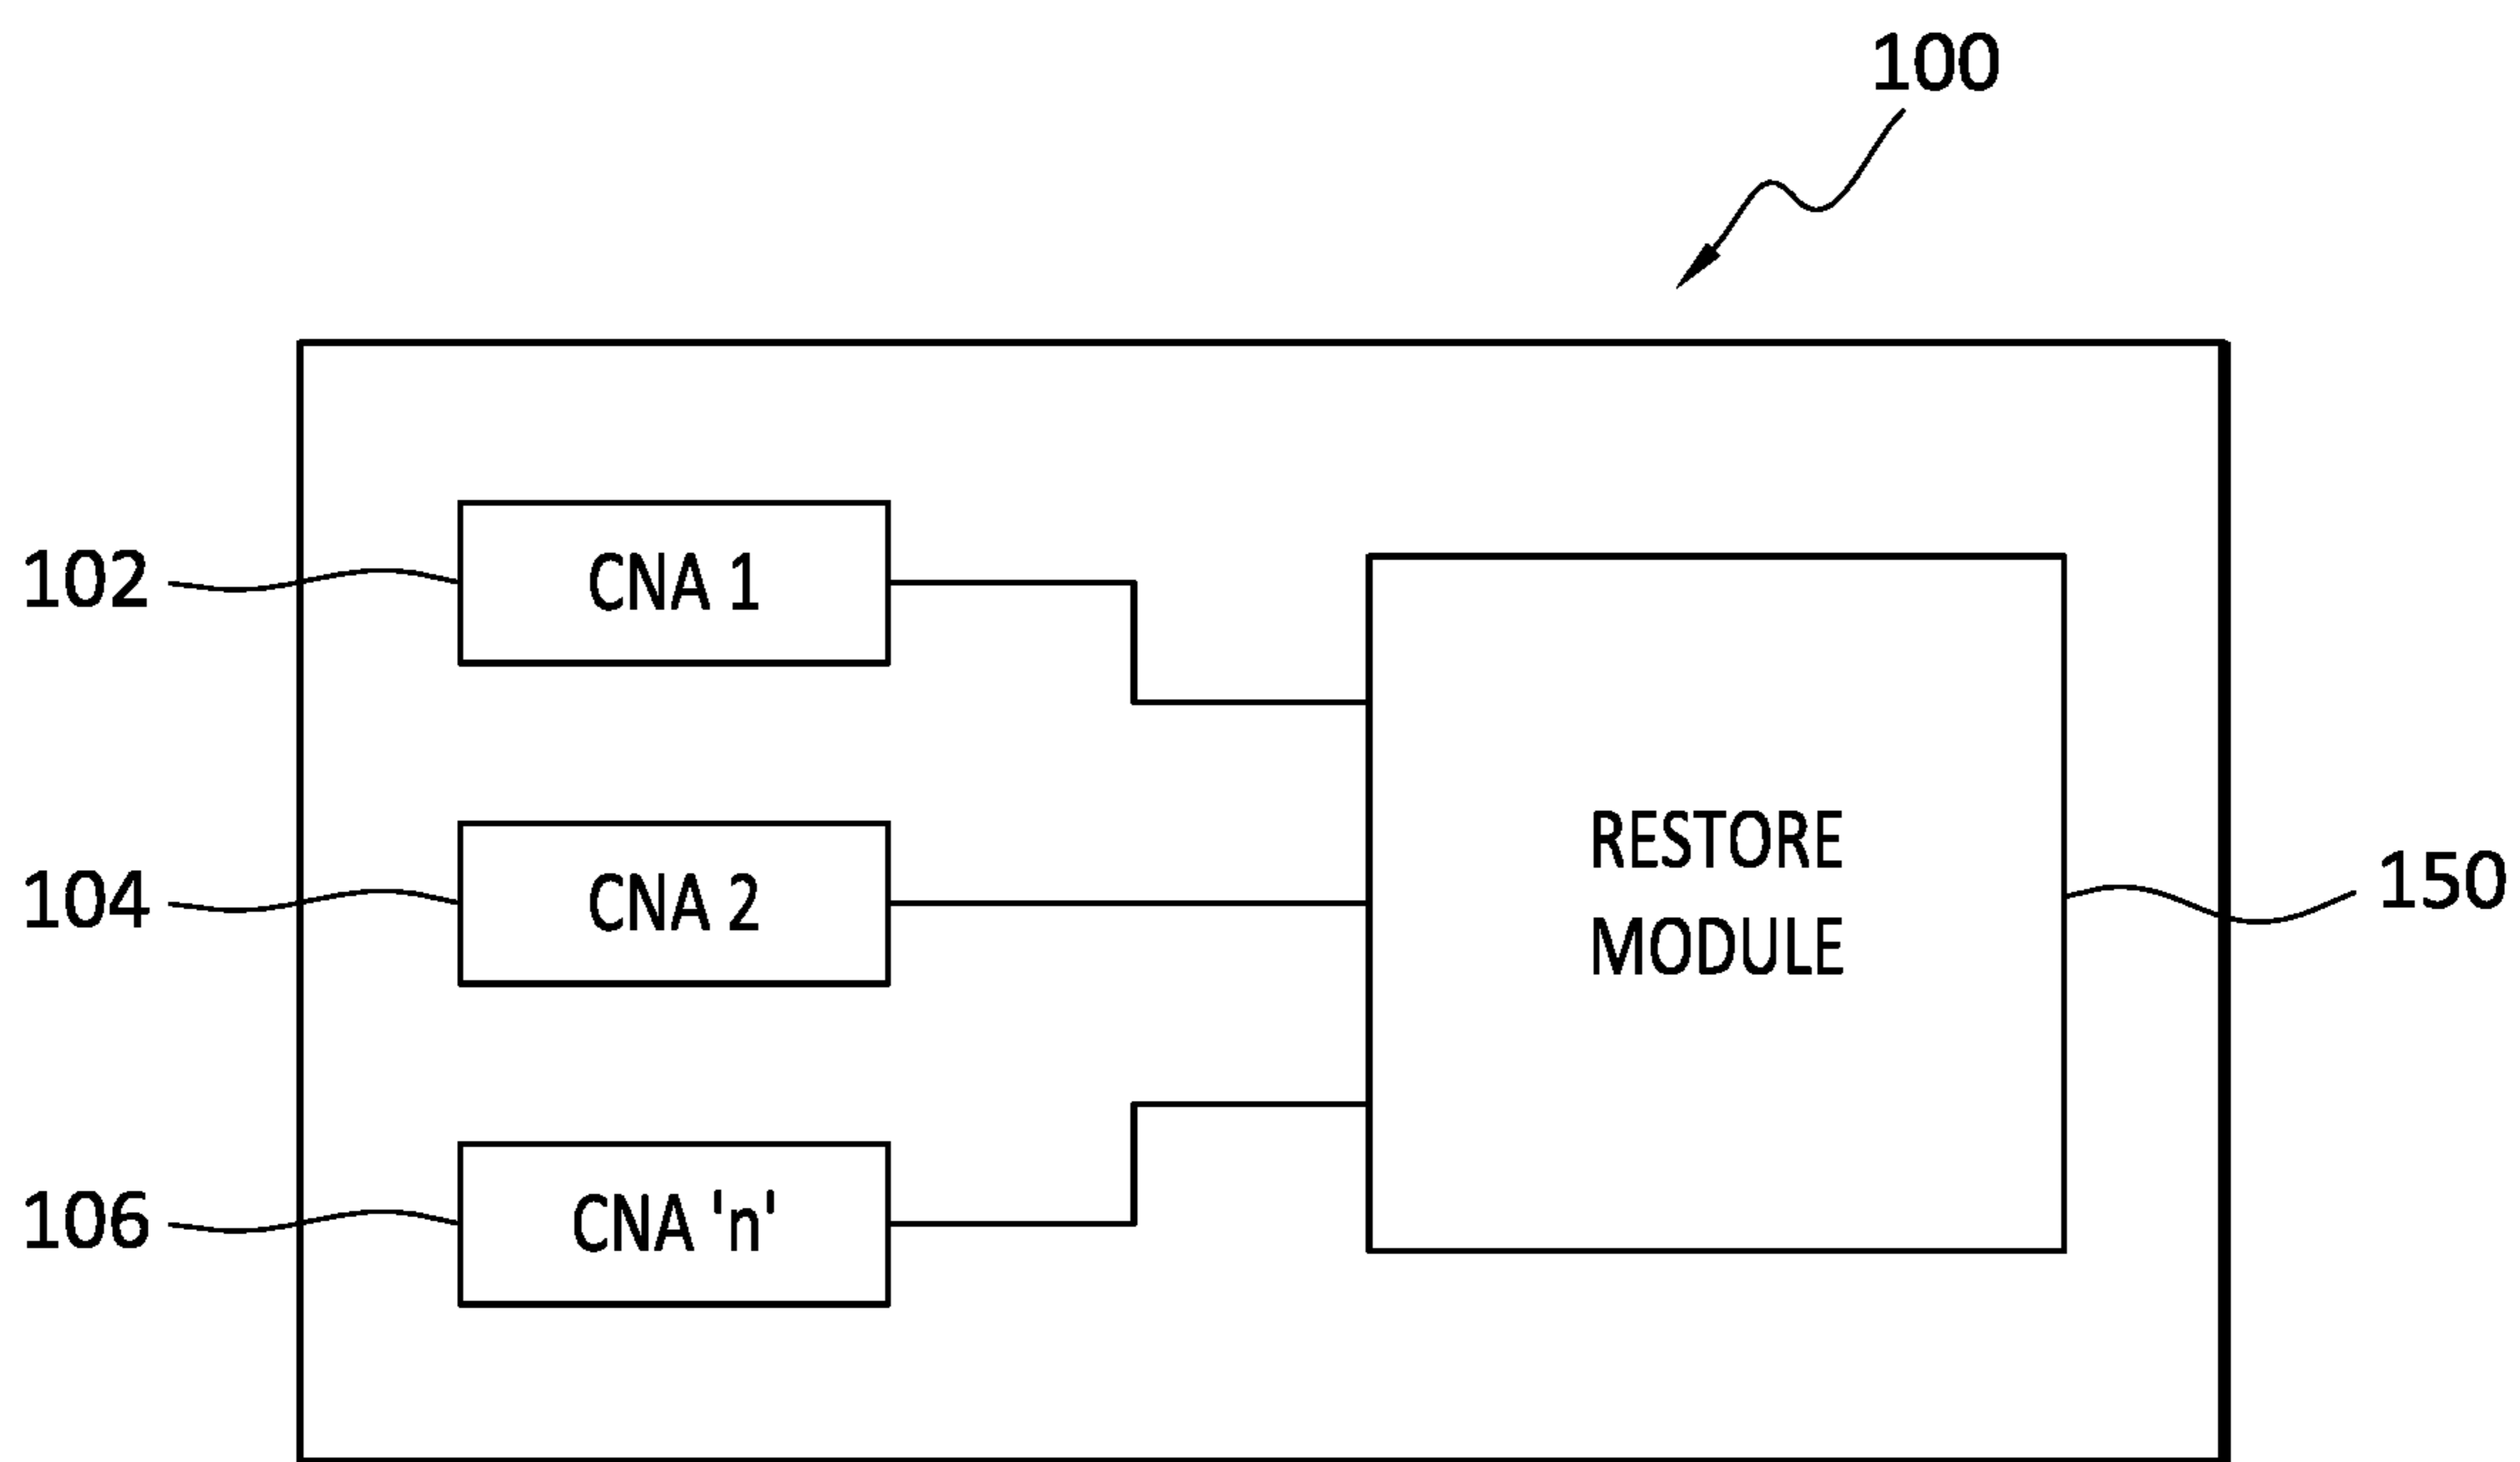 100
102
CNA 1
104
CNA 2
RESTORE
MODULE
150
106
CNA 'n'